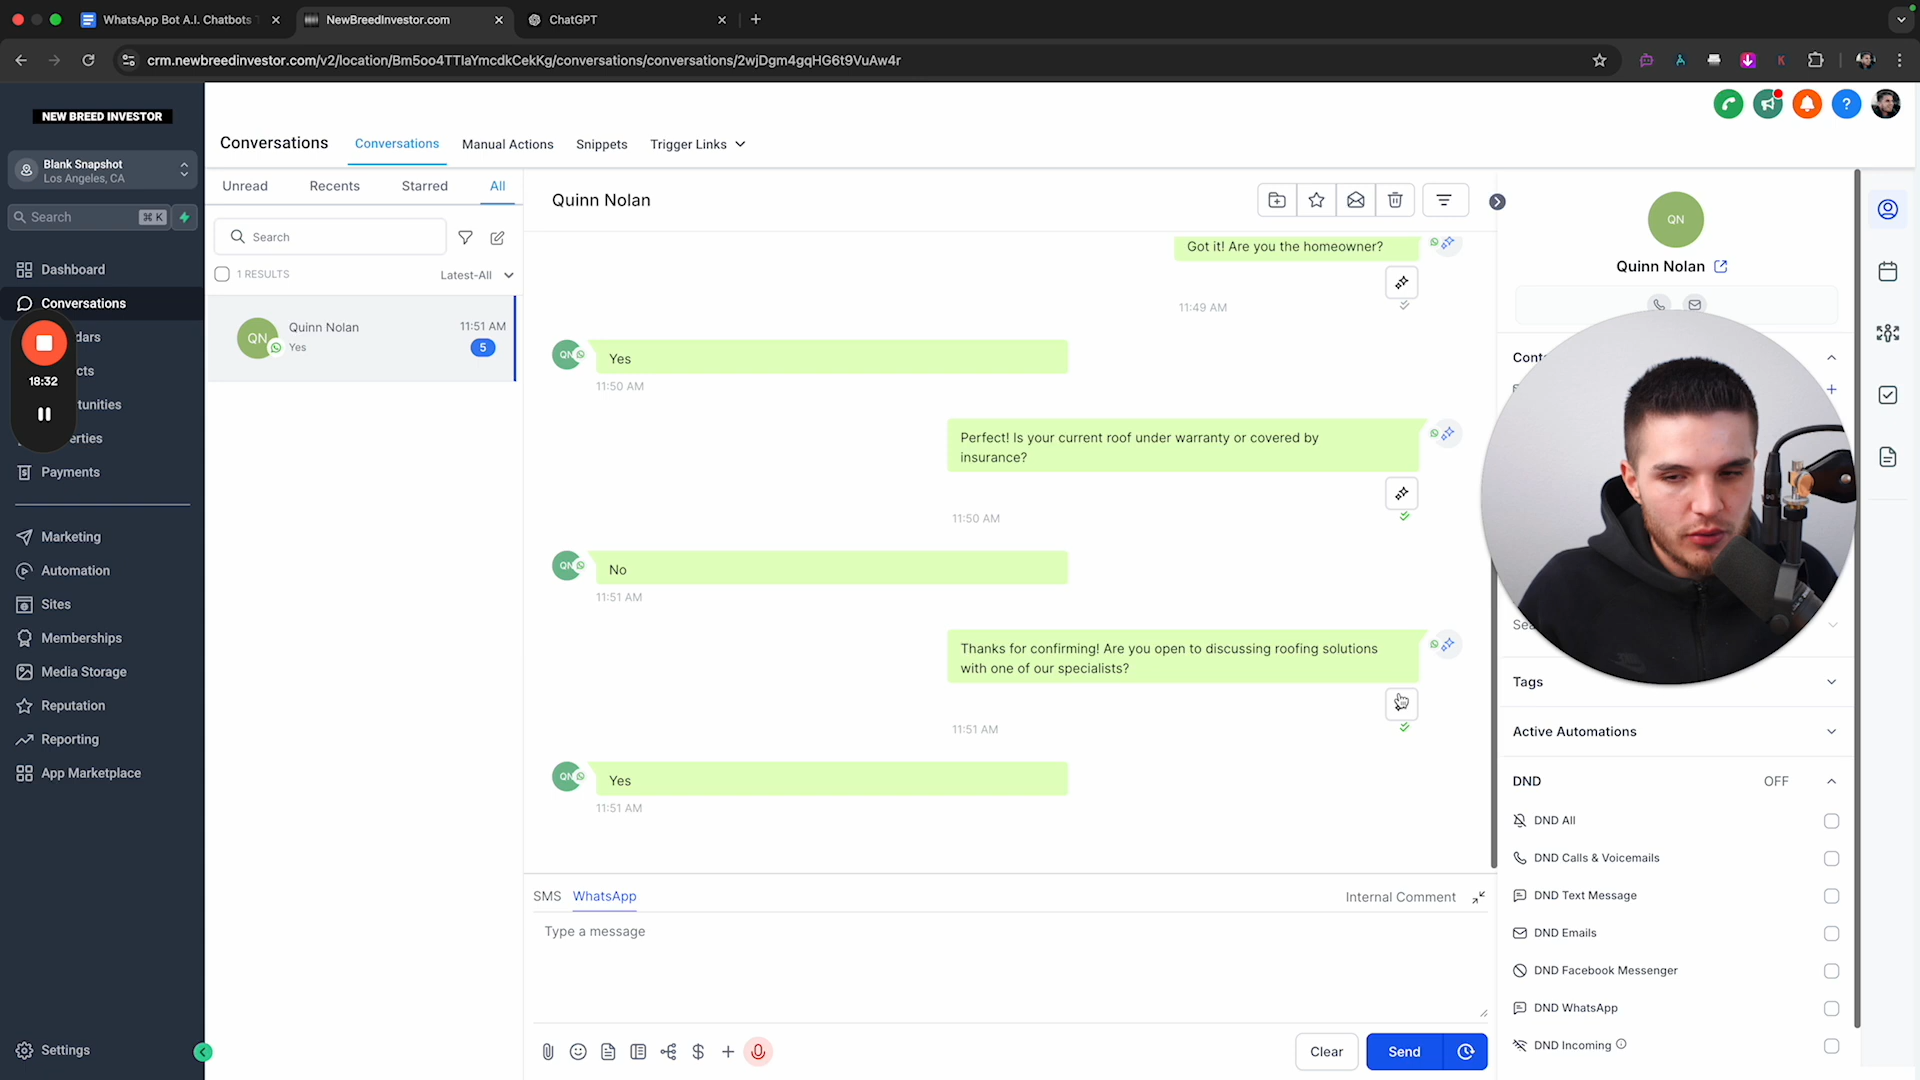 WhatsApp Bot A.I. Chatbots
NewBreedInvestor.com
ChatGPT
crm.newbreedinvestor.com/v2/location/Bm5oo4TTIaYmcdkCekKg/conversations/conversations/2wjDgm4gqHG6t9VuAw4r
NEW BREED INVESTOR
Blank Snapshot
Los Angeles, CA
Search
⌘ K
Dashboard
Conversations
dars
cts
tunities
erties
Payments
18:32
Marketing
Automation
Sites
Memberships
Media Storage
Reputation
Reporting
App Marketplace
Settings
Conversations
Conversations
Manual Actions
Snippets
Trigger Links
Unread
Recents
Starred
All
Search
1 RESULTS
Latest-All
QN
Quinn Nolan
11:51 AM
Yes
5
Quinn Nolan
Got it! Are you the homeowner?
11:49 AM
QN
Yes
11:50 AM
Perfect! Is your current roof under warranty or covered by
insurance?
11:50 AM
QN
No
11:51 AM
Thanks for confirming! Are you open to discussing roofing solutions
with one of our specialists?
11:51 AM
QN
Yes
11:51 AM
SMS
WhatsApp
Internal Comment
Type a message
Clear
Send
QN
Quinn Nolan
Cont
Sea
Tags
Active Automations
DND
OFF
DND All
DND Calls & Voicemails
DND Text Message
DND Emails
DND Facebook Messenger
DND WhatsApp
DND Incoming